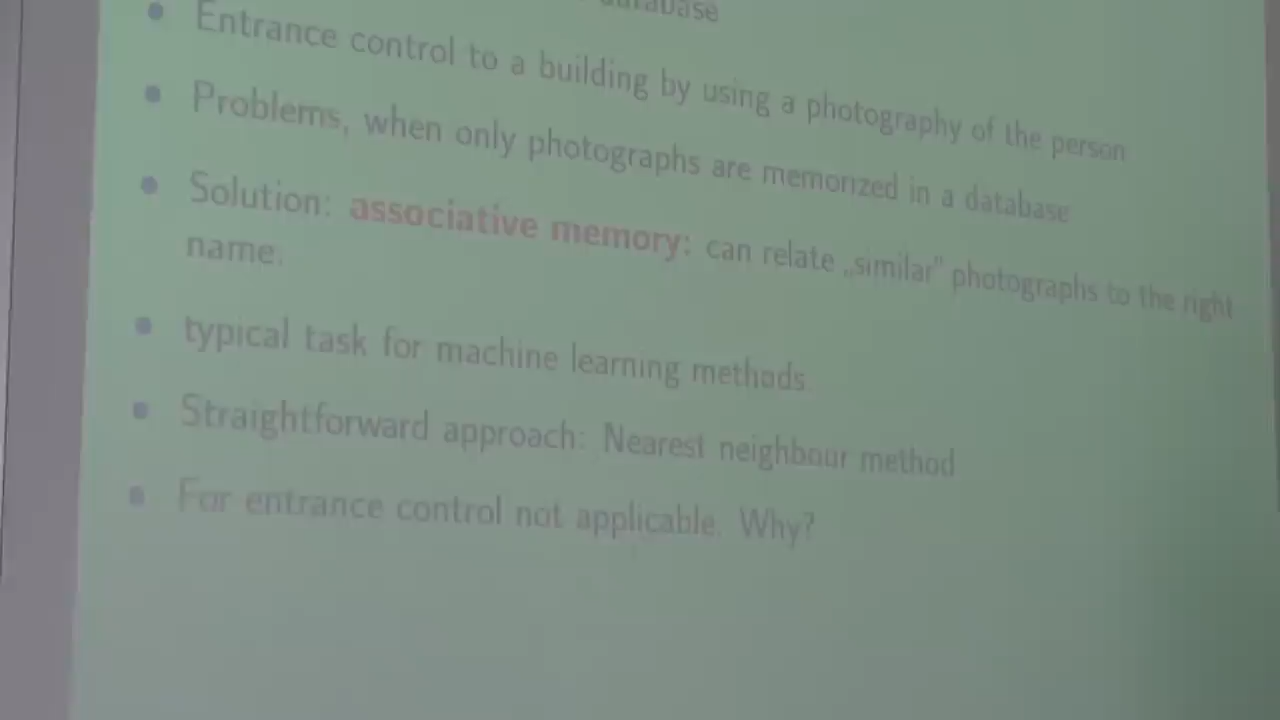 database
Entrance control to a building by using a photography of the person
Problems, when only photographs are memorized in a database
Solution: associative memory: can relate „similar" photographs to the right
name.
typical task for machine learning methods
Straightforward approach: Nearest neighbour method
For entrance control not applicable. Why?